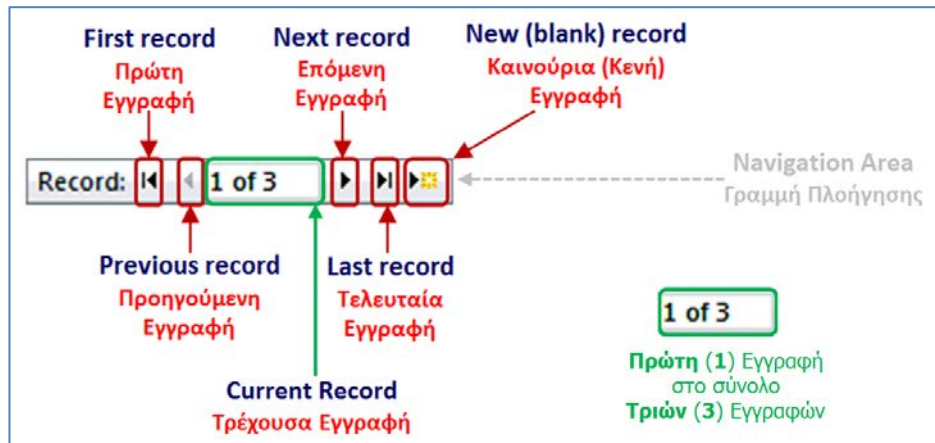 First record
Πρώτη
Εγγραφή
Next record
Επόμενη
Εγγραφή
New (blank) record
Καινούρια (Κενή)
Εγγραφή
Record: 1 of 3
Navigation Area
Γραμμή Πλοήγησης
Previous record
Προηγούμενη
Εγγραφή
Last record
Τελευταία
Εγγραφή
Current Record
Τρέχουσα Εγγραφή
1 of 3
Πρώτη (1) Εγγραφή
στο σύνολο
Τριών (3) Εγγραφών